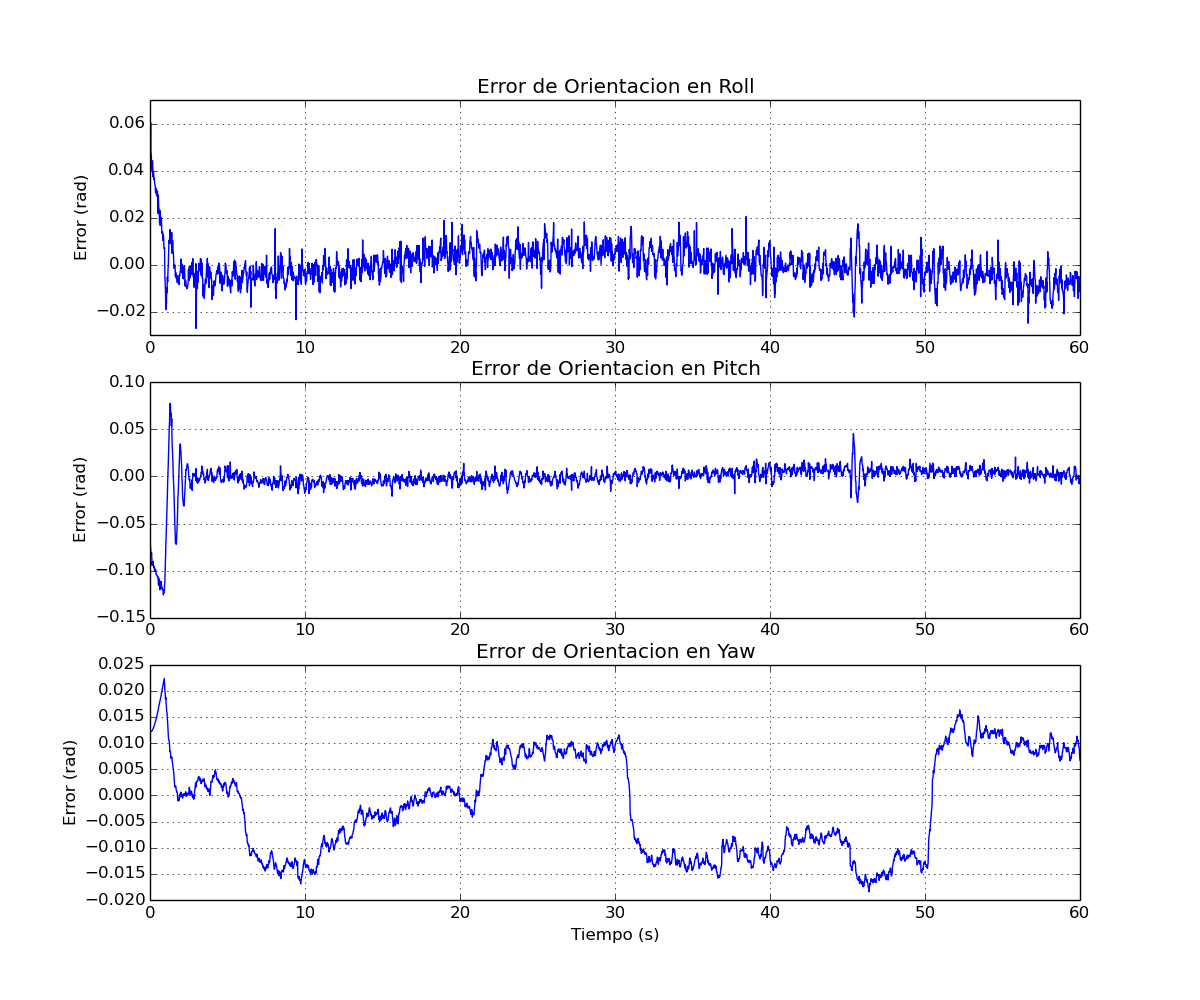 Error de Orientacion en Roll
0.06
0.04
0.02
0.00
−0.02
Error (rad)
0 10 20 30 40 50 60
Error de Orientacion en Pitch
0.10
0.05
0.00
−0.05
−0.10
−0.15
Error (rad)
0 10 20 30 40 50 60
Error de Orientacion en Yaw
0.025
0.020
0.015
0.010
0.005
0.000
−0.005
−0.010
−0.015
−0.020
Error (rad)
0 10 20 30 40 50 60
Tiempo (s)